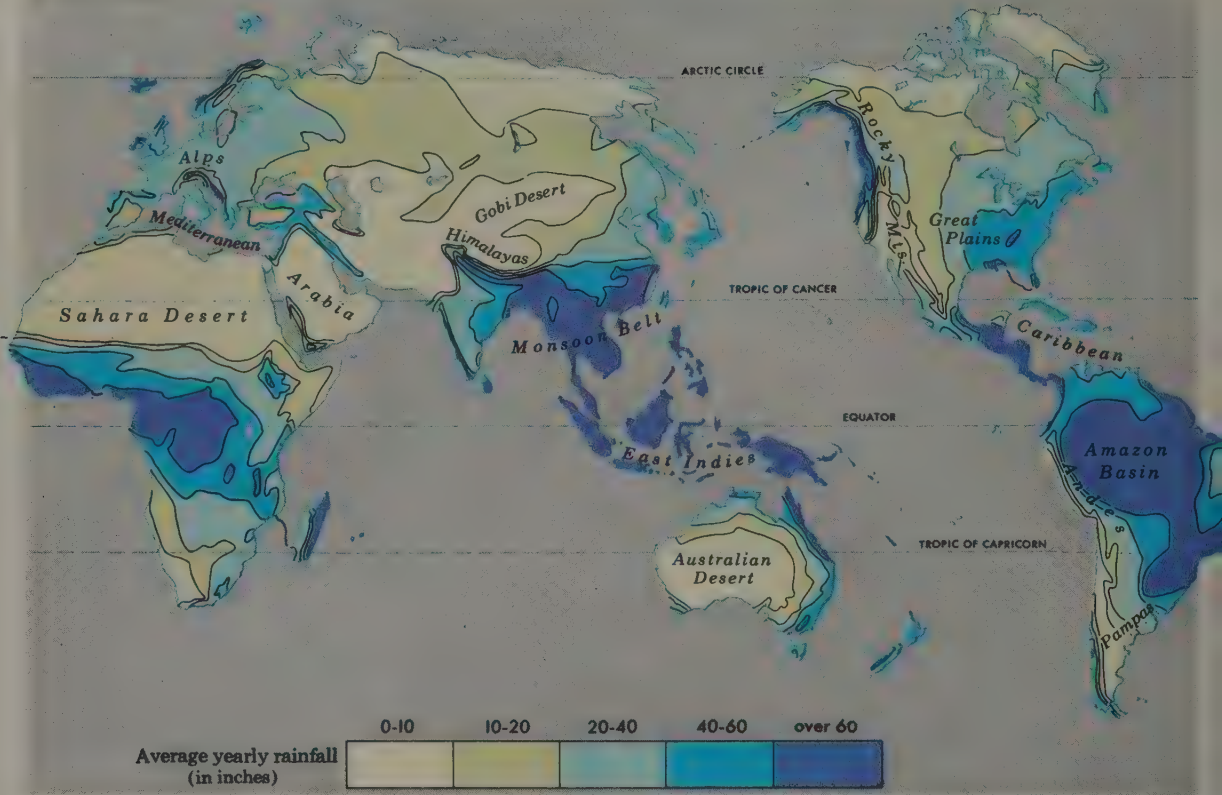 ARCTIC CIRCLE
Rocky Mts.
Alps
Gobi Desert
Great
Plains
Mediterranean
Himalayas
Arabia
TROPIC OF CANCER
Sahara Desert
Monsoon Belt
Caribbean
EQUATOR
Amazon
Basin
East Indies
Andes
TROPIC OF CAPRICORN
Australian
Desert
Pampas
0-10 10-20 20-40 40-60 over 60
Average yearly rainfall
(in inches)